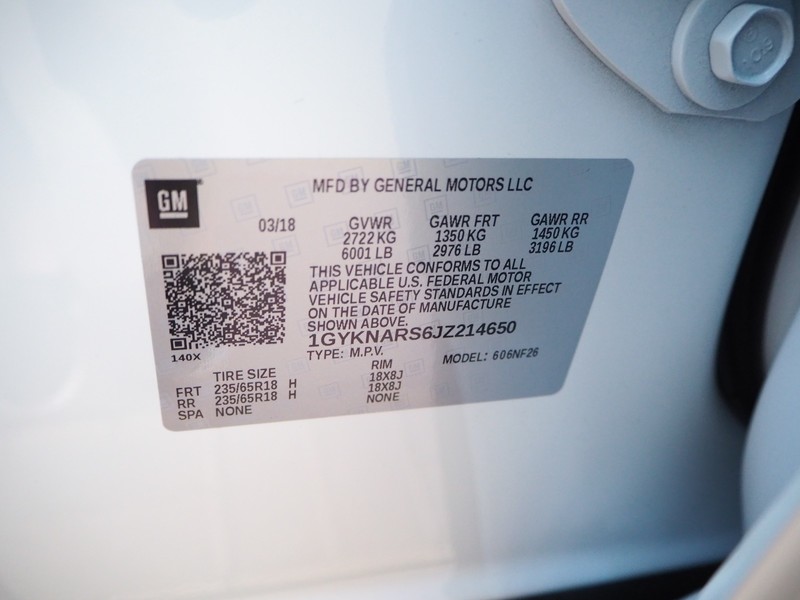 GM
MFD BY GENERAL MOTORS LLC
03/18 GVWR GAWR FRT GAWR RR
2722 KG 1350 KG 1450 KG
6001 LB 2976 LB 3196 LB
THIS VEHICLE CONFORMS TO ALL
APPLICABLE U.S. FEDERAL MOTOR
VEHICLE SAFETY STANDARDS IN EFFECT
ON THE DATE OF MANUFACTURE
SHOWN ABOVE.
1GYKNARS6JZ214650
140X
TYPE: M.P.V. MODEL: 606NF26
TIRE SIZE RIM
FRT 235/65R18 H 18X8J
RR 235/65R18 H 18X8J
SPA NONE NONE